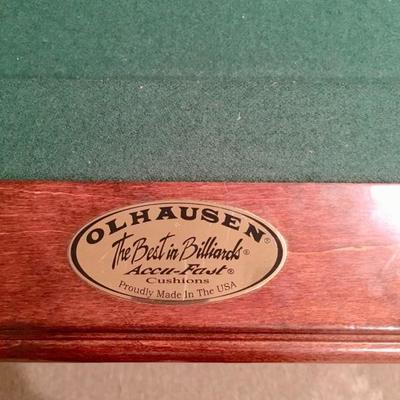 OLHAUSEN®
The Best in Billiards®
Accu-Fast®
Cushions
Proudly Made In The USA